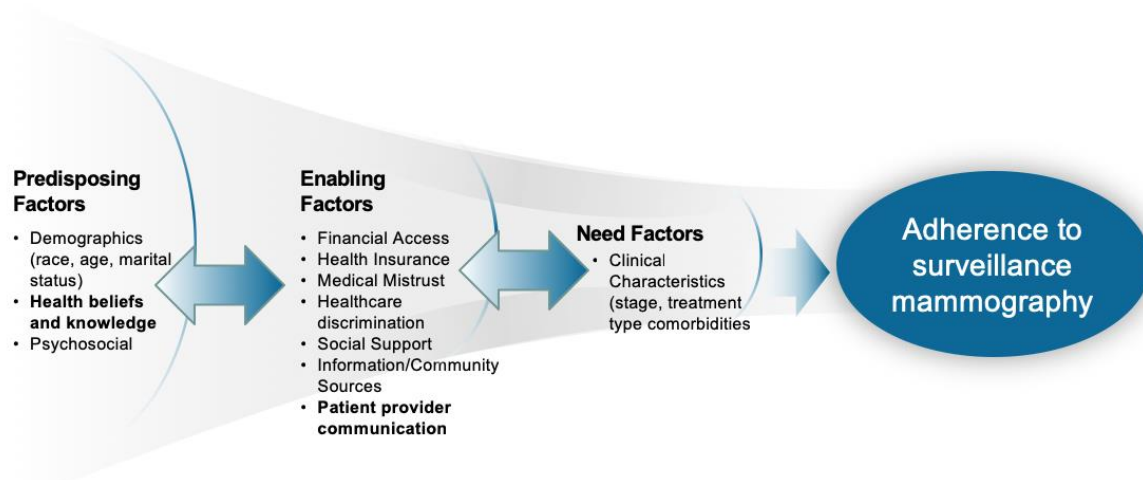 Predisposing
Factors
• Demographics
(race, age, marital
status)
• Health beliefs
and knowledge
• Psychosocial
Enabling
Factors
• Financial Access
• Health Insurance
• Medical Mistrust
• Healthcare
discrimination
• Social Support
• Information/Community
Sources
• Patient provider
communication
Need Factors
• Clinical
Characteristics
(stage, treatment
type comorbidities
Adherence to
surveillance
mammography